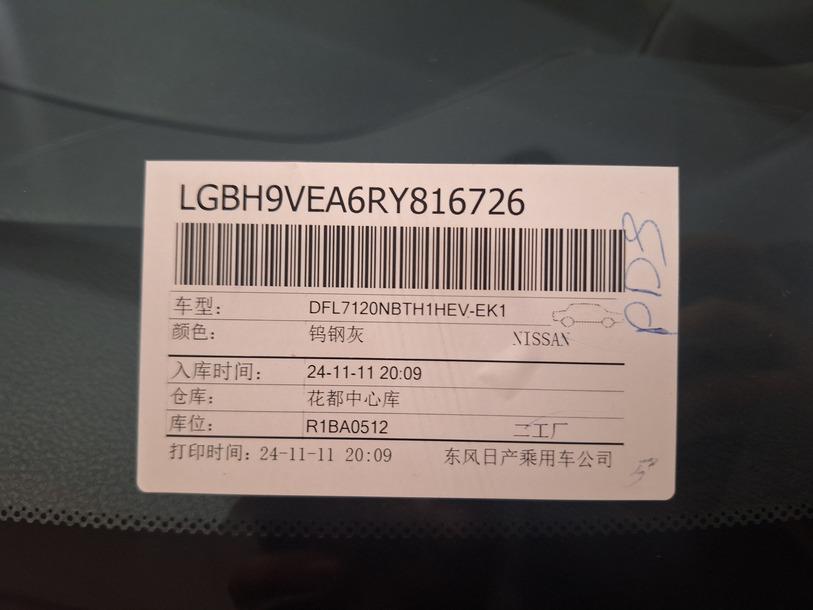 LGBH9VEA6RY816726
车型： DFL7120NBTH1HEV-EK1
颜色： 钨钢灰 NISSAN
入库时间： 24-11-11 20:09
仓库： 花都中心库
库位： R1BA0512 二工厂
打印时间：24-11-11 20:09 东风日产乘用车公司